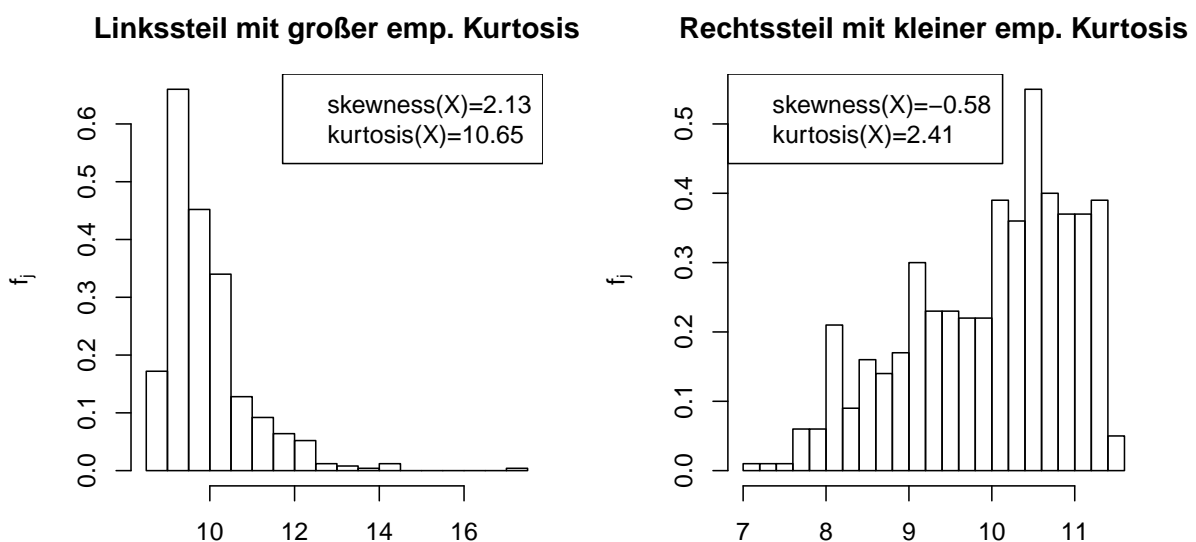 Linkssteil mit großer emp. Kurtosis
skewness(X)=2.13
kurtosis(X)=10.65
fj
0.0 0.1 0.2 0.3 0.4 0.5 0.6
10 12 14 16
Rechtssteil mit kleiner emp. Kurtosis
skewness(X)=−0.58
kurtosis(X)=2.41
fj
0.0 0.1 0.2 0.3 0.4 0.5
7 8 9 10 11